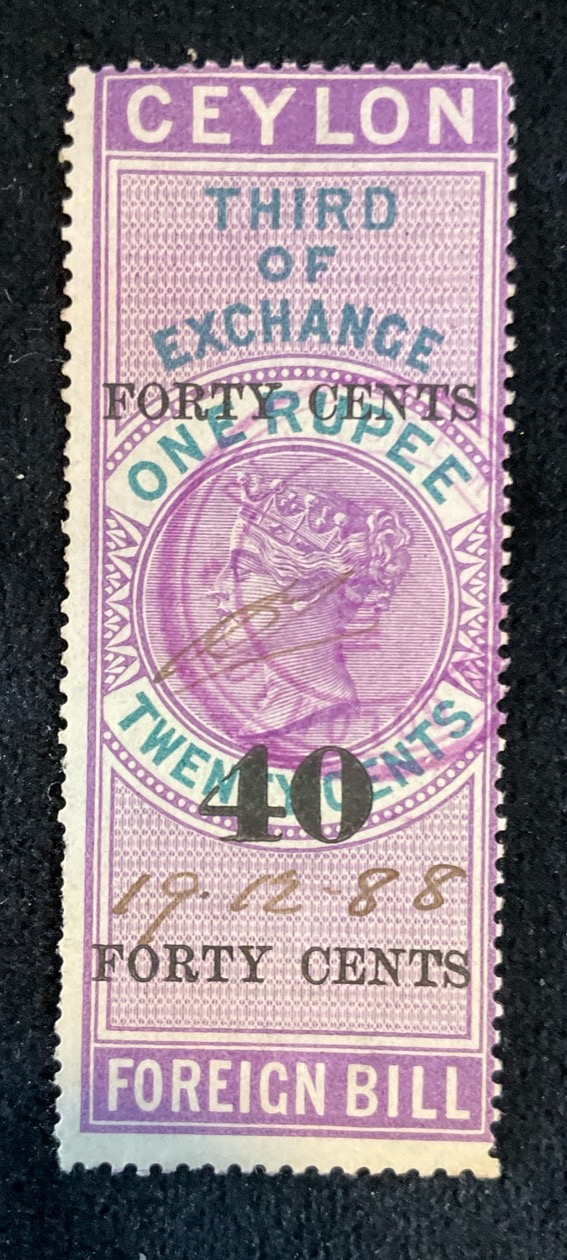 CEYLON
THIRD
OF
EXCHANGE
FORTY CENTS
ONE RUPEE
TWENTY CENTS
40
19.12-88
FORTY CENTS
FOREIGN BILL